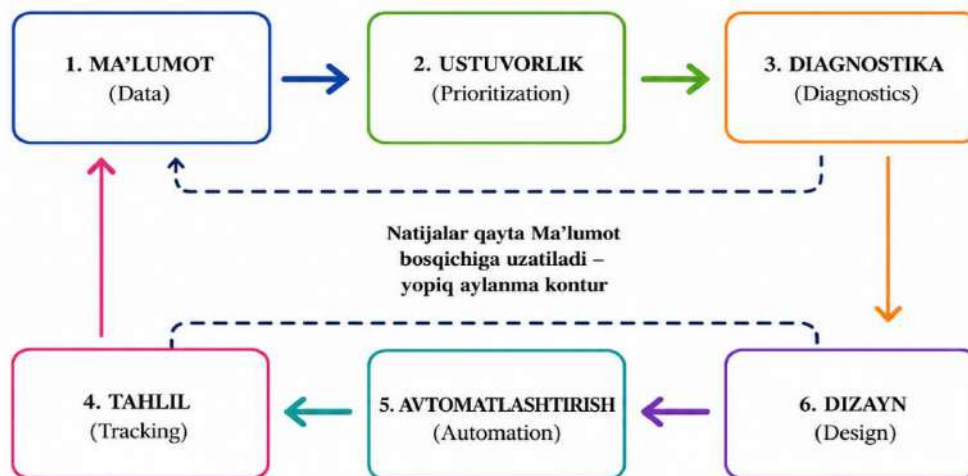 1. MA’LUMOT
(Data)
2. USTUVORLIK
(Prioritization)
3. DIAGNOSTIKA
(Diagnostics)
Natijalar qayta Ma’lumot
bosqichiga uzatiladi –
yopiq aylanma kontur
4. TAHLIL
(Tracking)
5. AVTOMATLASHTIRISH
(Automation)
6. DIZAYN
(Design)